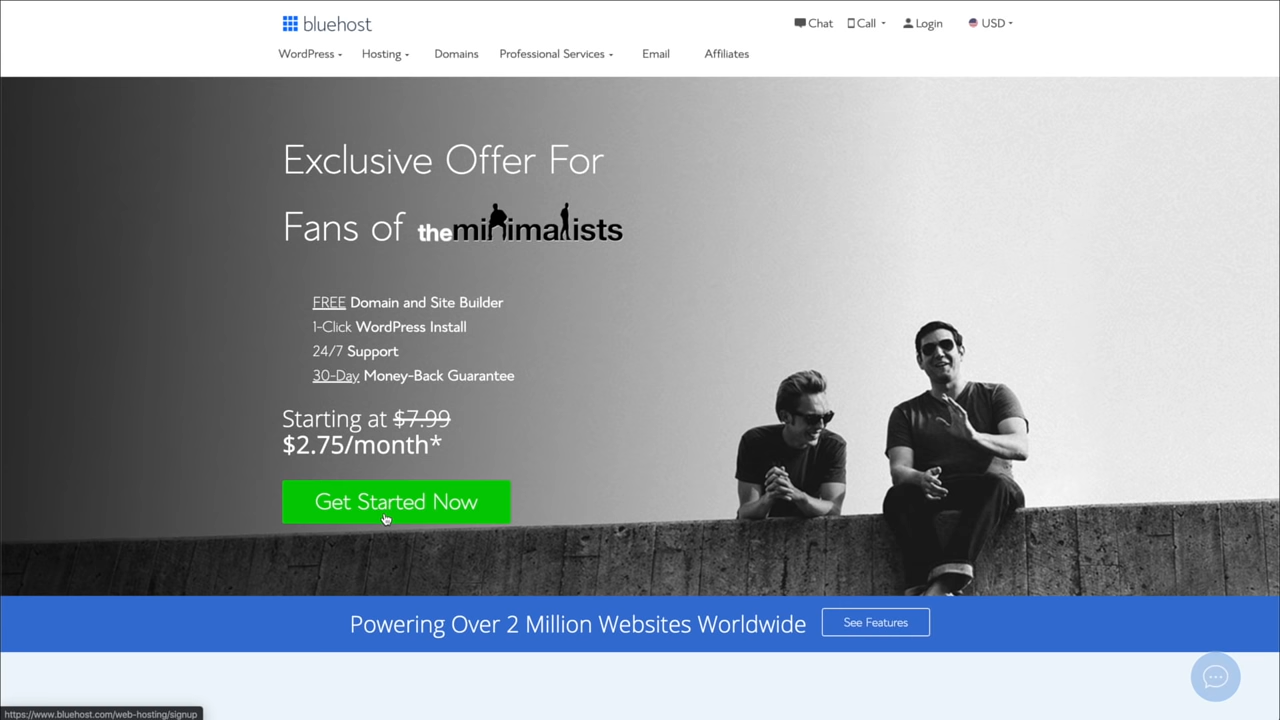 bluehost
Chat
Call
Login
USD
WordPress
Hosting
Domains
Professional Services
Email
Affiliates
Exclusive Offer For
Fans of theminimalists
FREE Domain and Site Builder
1-Click WordPress Install
24/7 Support
30-Day Money-Back Guarantee
Starting at $7.99
$2.75/month*
Get Started Now
Powering Over 2 Million Websites Worldwide
See Features
https://www.bluehost.com/web-hosting/signup